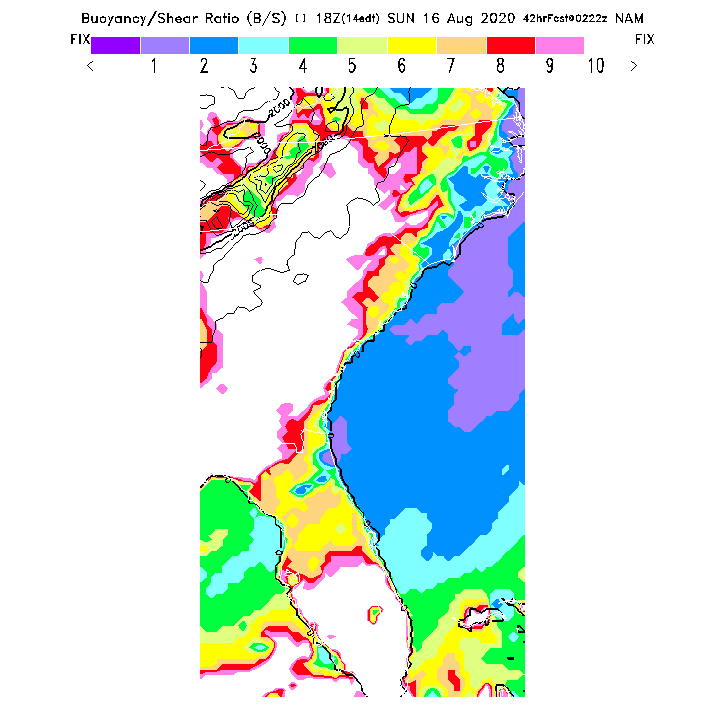 Buoyancy/Shear Ratio (B/S) [] 18Z(14edt) SUN 16 Aug 2020 42hrFcst@0222z NAM
FIX FIX
< 1 2 3 4 5 6 7 8 9 10 >
2000